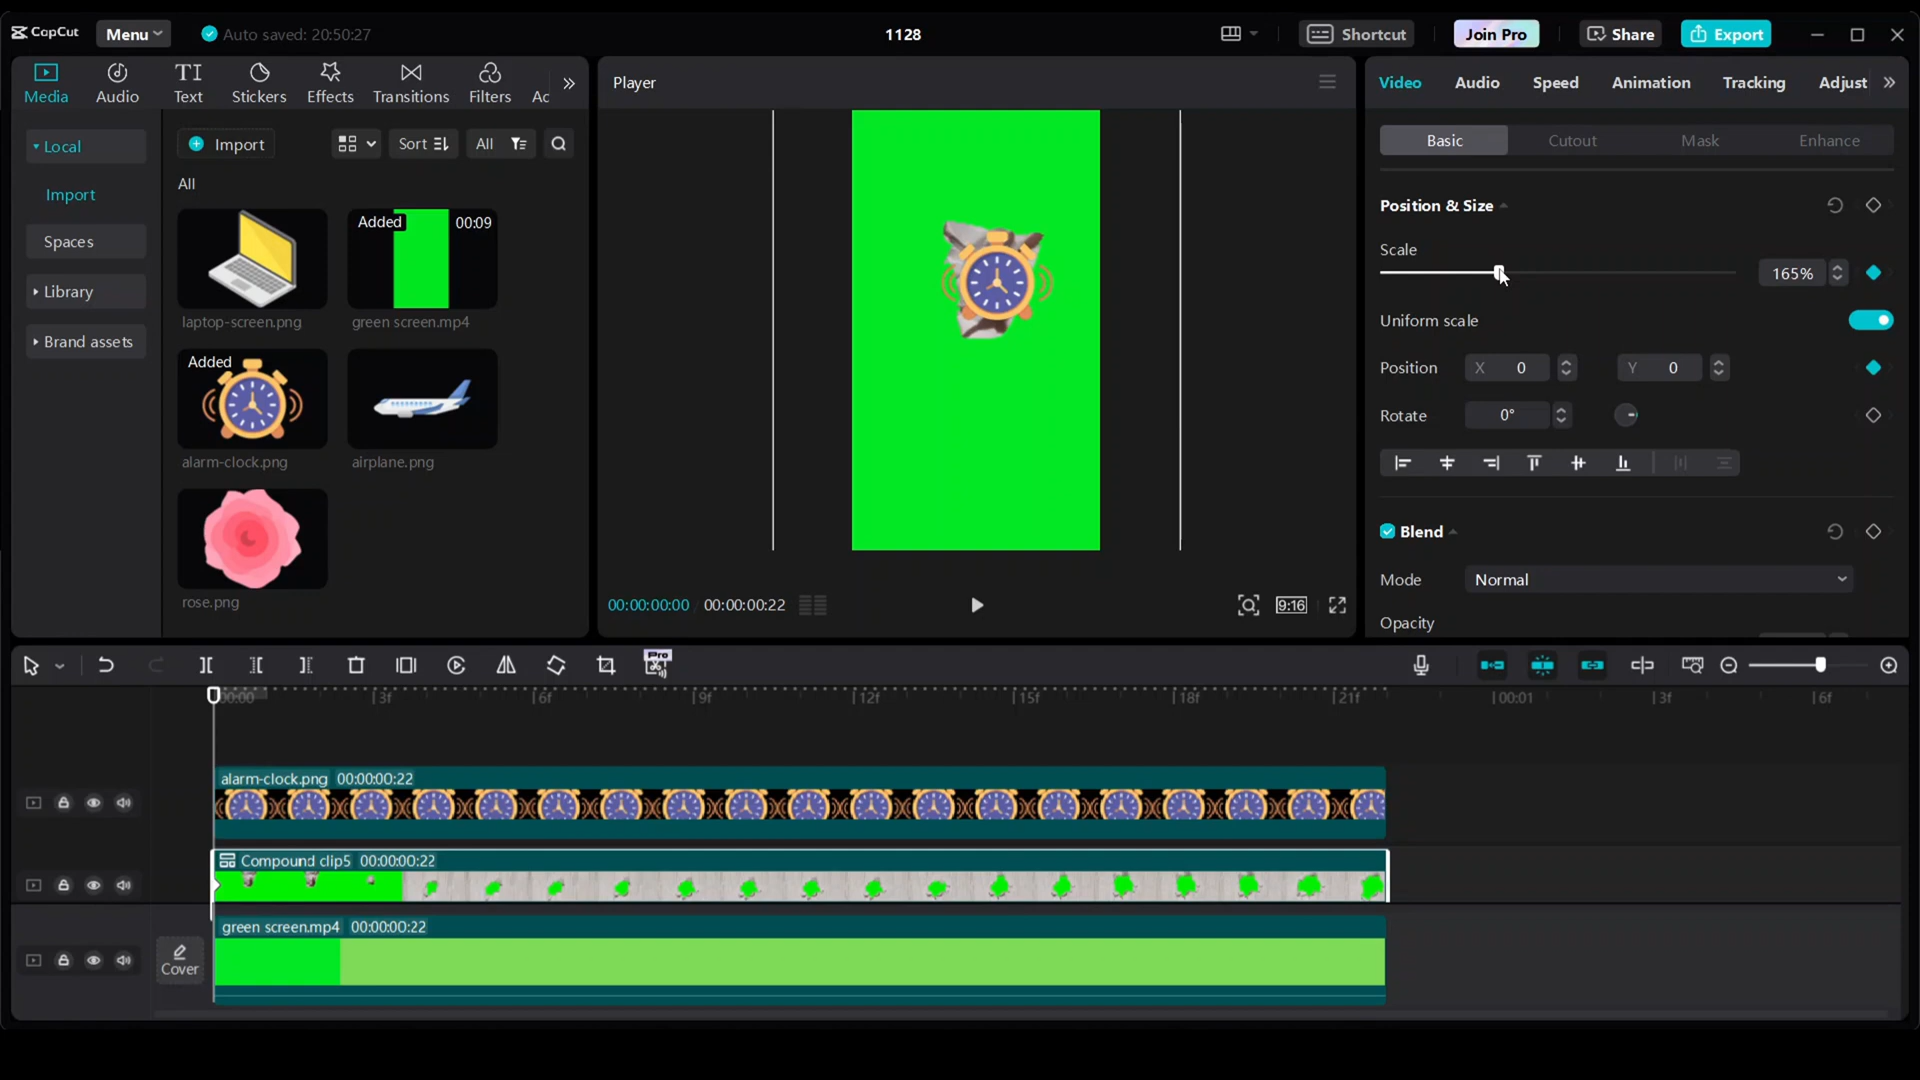 CapCut
Menu
Auto saved: 20:50:27
1128
Shortcut
Join Pro
Share
Export
Media
Audio
Text
Stickers
Effects
Transitions
Filters
Ac
Player
Video
Audio
Speed
Animation
Tracking
Adjust
Local
Import
Spaces
Library
Brand assets
Import
Sort
All
All
laptop-screen.png
Added 00:09
green screen.mp4
Added
alarm-clock.png
airplane.png
rose.png
00:00:00:00 00:00:00:22
9:16
Basic
Cutout
Mask
Enhance
Position & Size
Scale
165%
Uniform scale
Position X 0 Y 0
Rotate 0°
Blend
Mode Normal
Opacity
Pro
00:00 3f 6f 9f 12f 15f 18f 21f 00:01 3f 6f
alarm-clock.png 00:00:00:22
Compound clip5 00:00:00:22
green screen.mp4 00:00:00:22
Cover